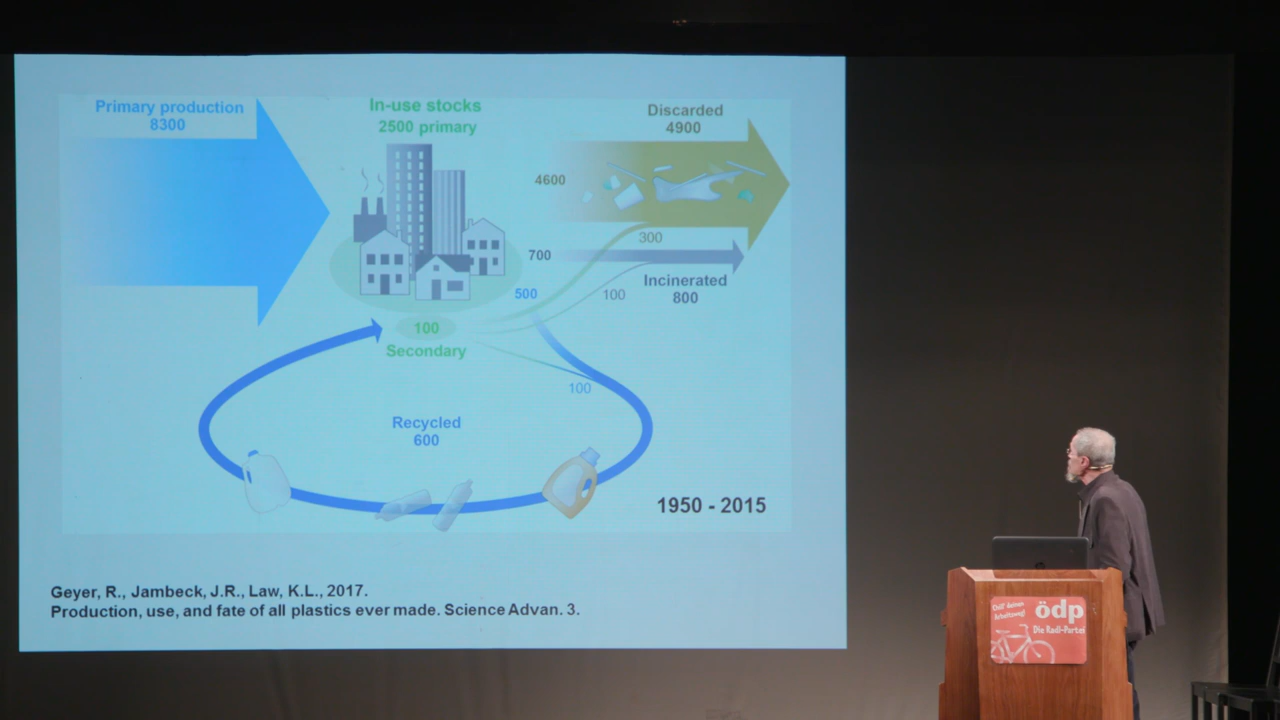 Primary production
8300
In-use stocks
2500 primary
Discarded
4900
4600
300
700
Incinerated
800
500
100
100
Secondary
100
Recycled
600
1950 - 2015
Geyer, R., Jambeck, J.R., Law, K.L., 2017.
Production, use, and fate of all plastics ever made. Science Advan. 3.
ödp
Die Radl-Partei